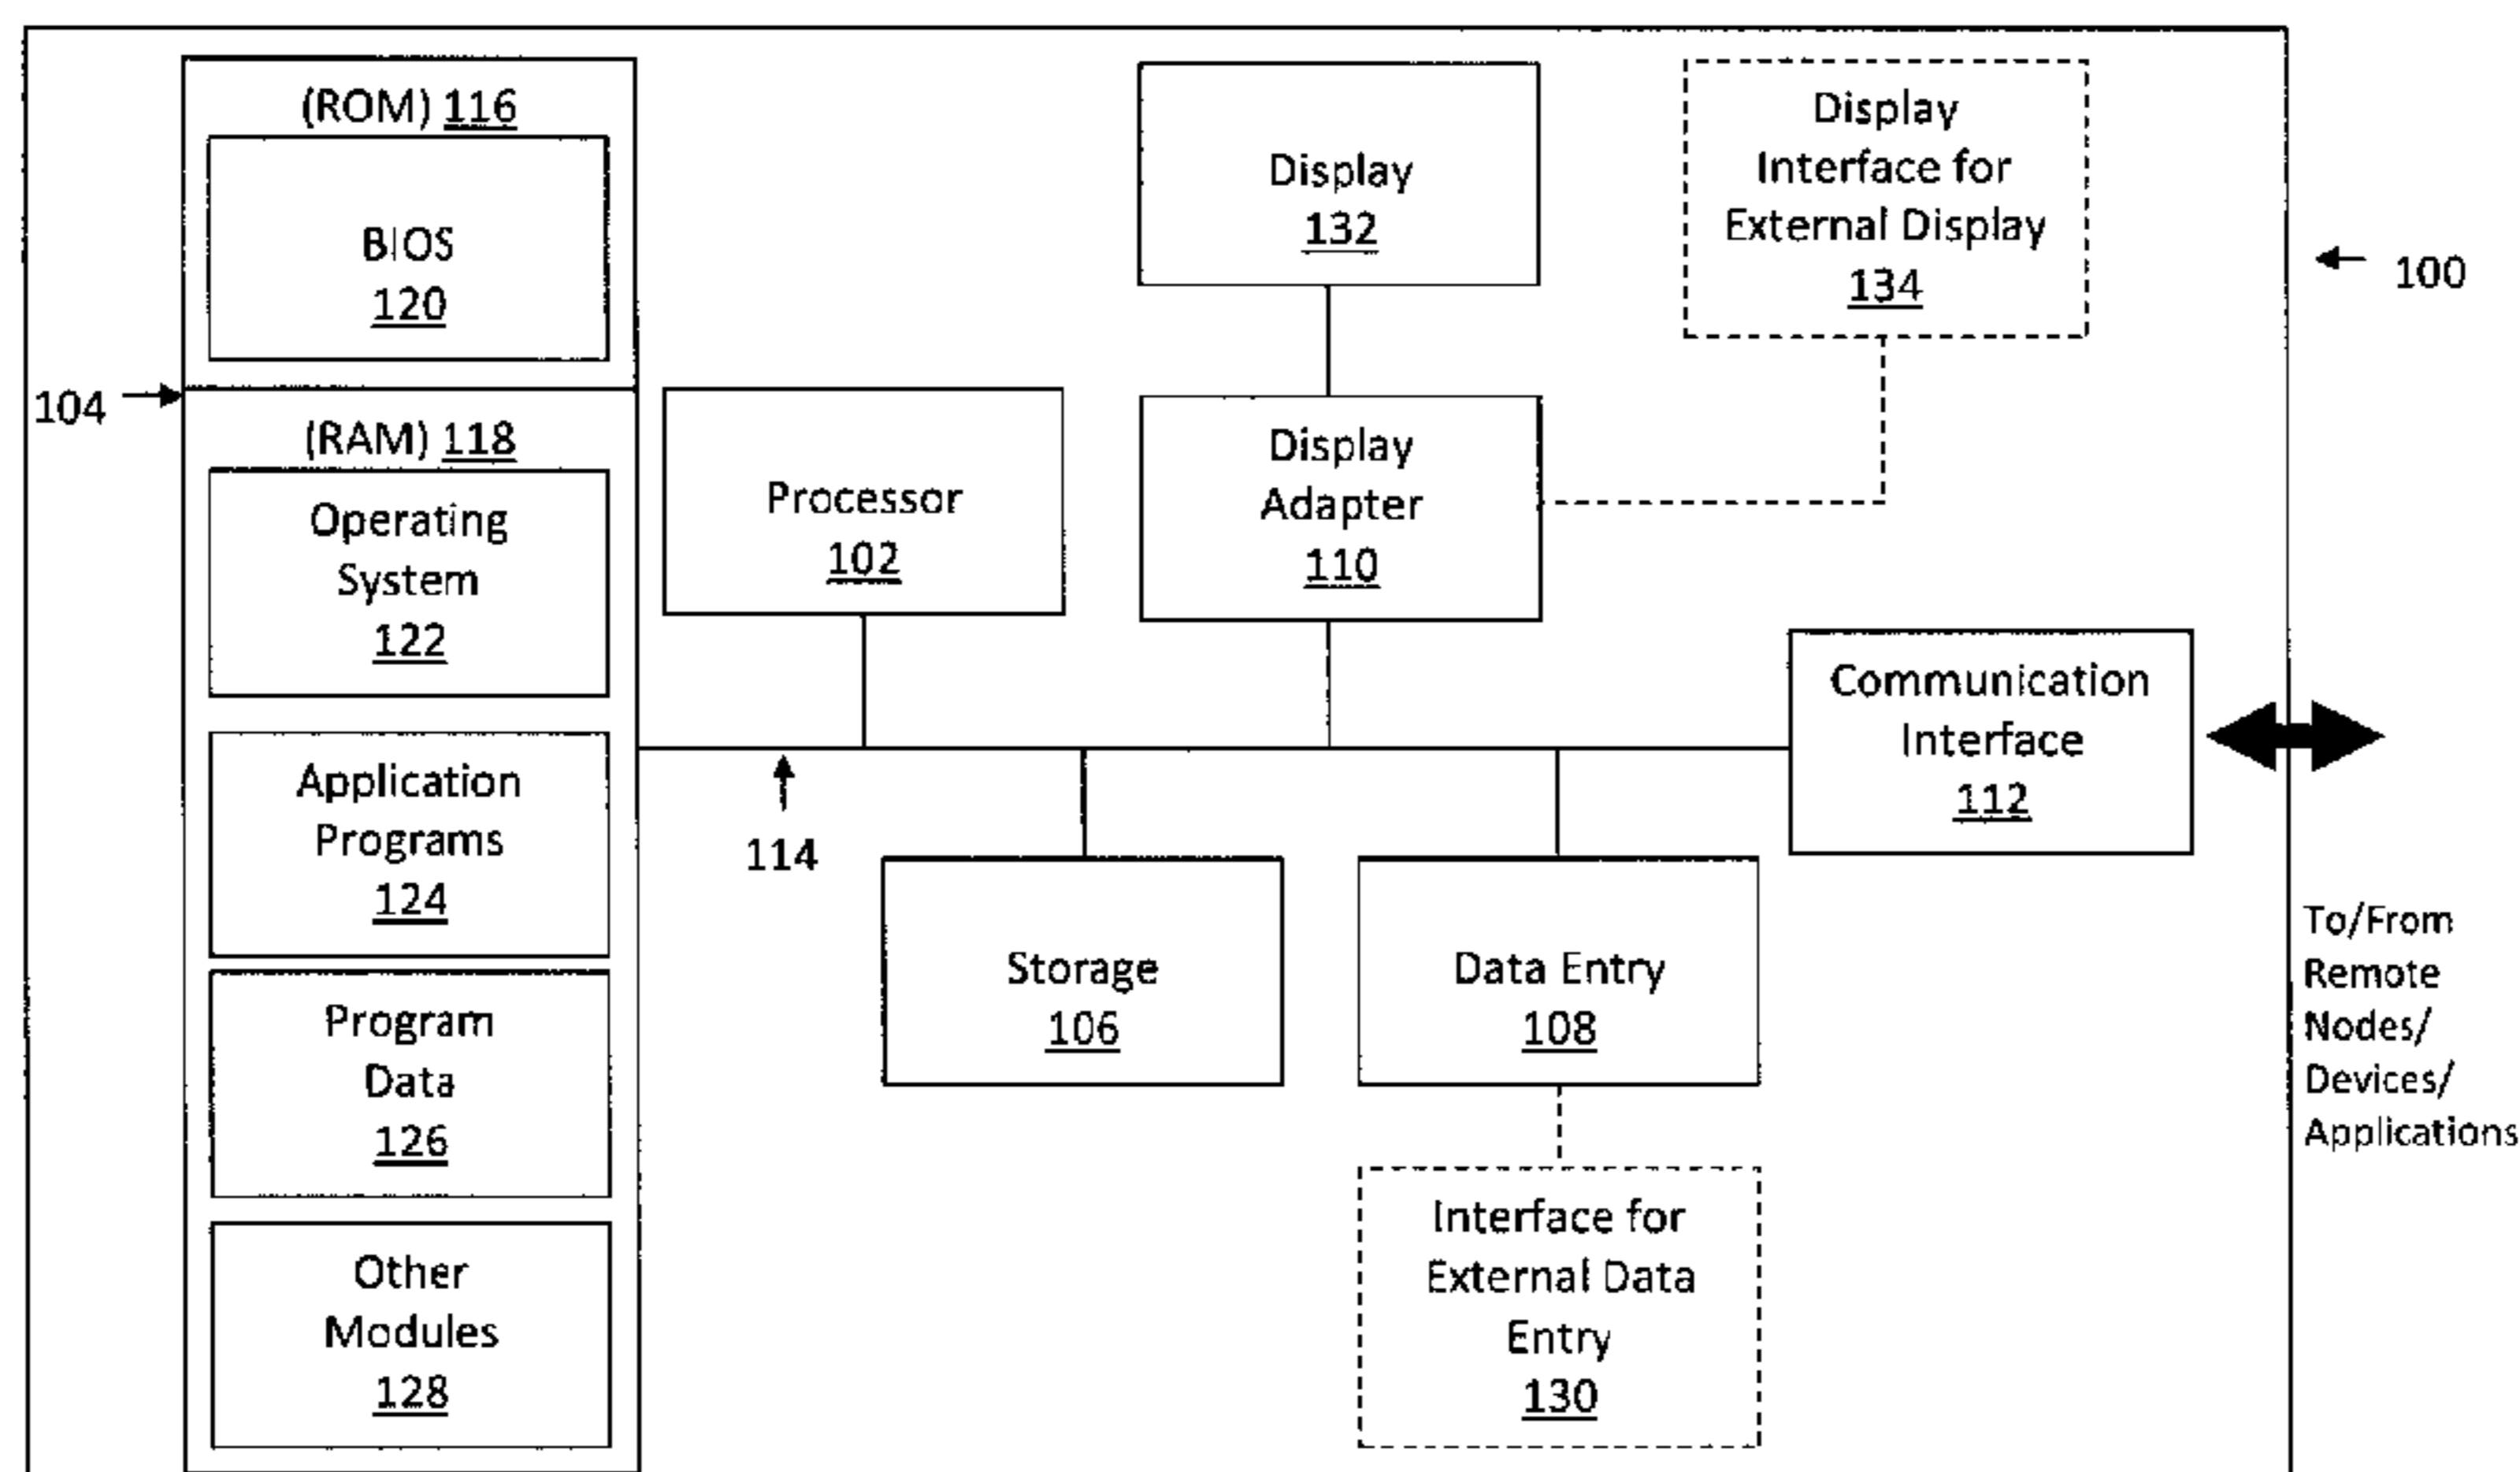 (ROM) 116
BIOS
120
104
(RAM) 118
Operating
System
122
Application
Programs
124
Program
Data
126
Other
Modules
128
Processor
102
Display
132
Display
Interface for
External Display
134
100
Display
Adapter
110
Communication
Interface
112
114
Storage
106
Data Entry
108
Interface for
External Data
Entry
130
To/From
Remote
Nodes/
Devices/
Applications